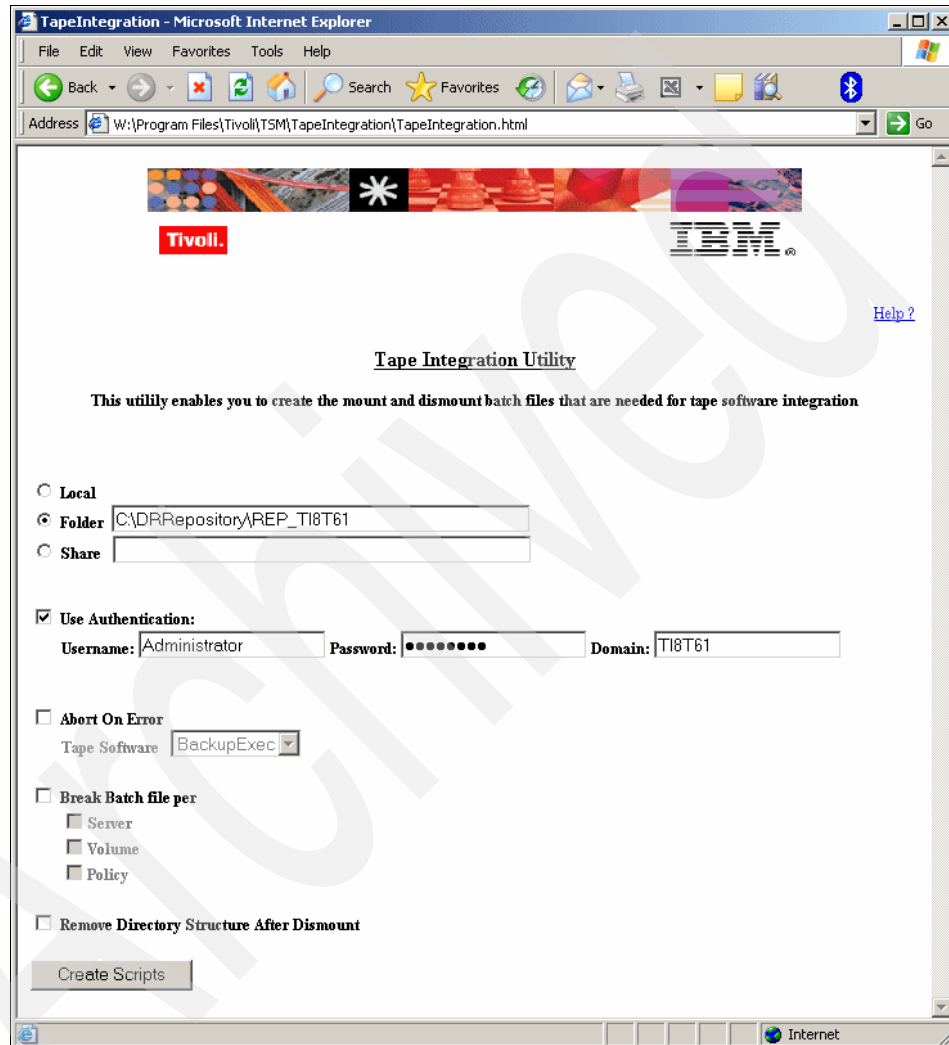 TapeIntegration - Microsoft Internet Explorer
File Edit View Favorites Tools Help
Back Search Favorites
Address W:\Program Files\Tivoli\TSM\TapeIntegration\TapeIntegration.html Go
Tivoli. IBM®
Help ?
Tape Integration Utility
This utilily enables you to create the mount and dismount batch files that are needed for tape software integration
Local
Folder C:\DRRepository\REP_TI8T61
Share
Use Authentication:
Username: Administrator Password: ●●●●●●●● Domain: TI8T61
Abort On Error
Tape Software BackupExec
Break Batch file per
Server
Volume
Policy
Remove Directory Structure After Dismount
Create Scripts
Internet
Archived